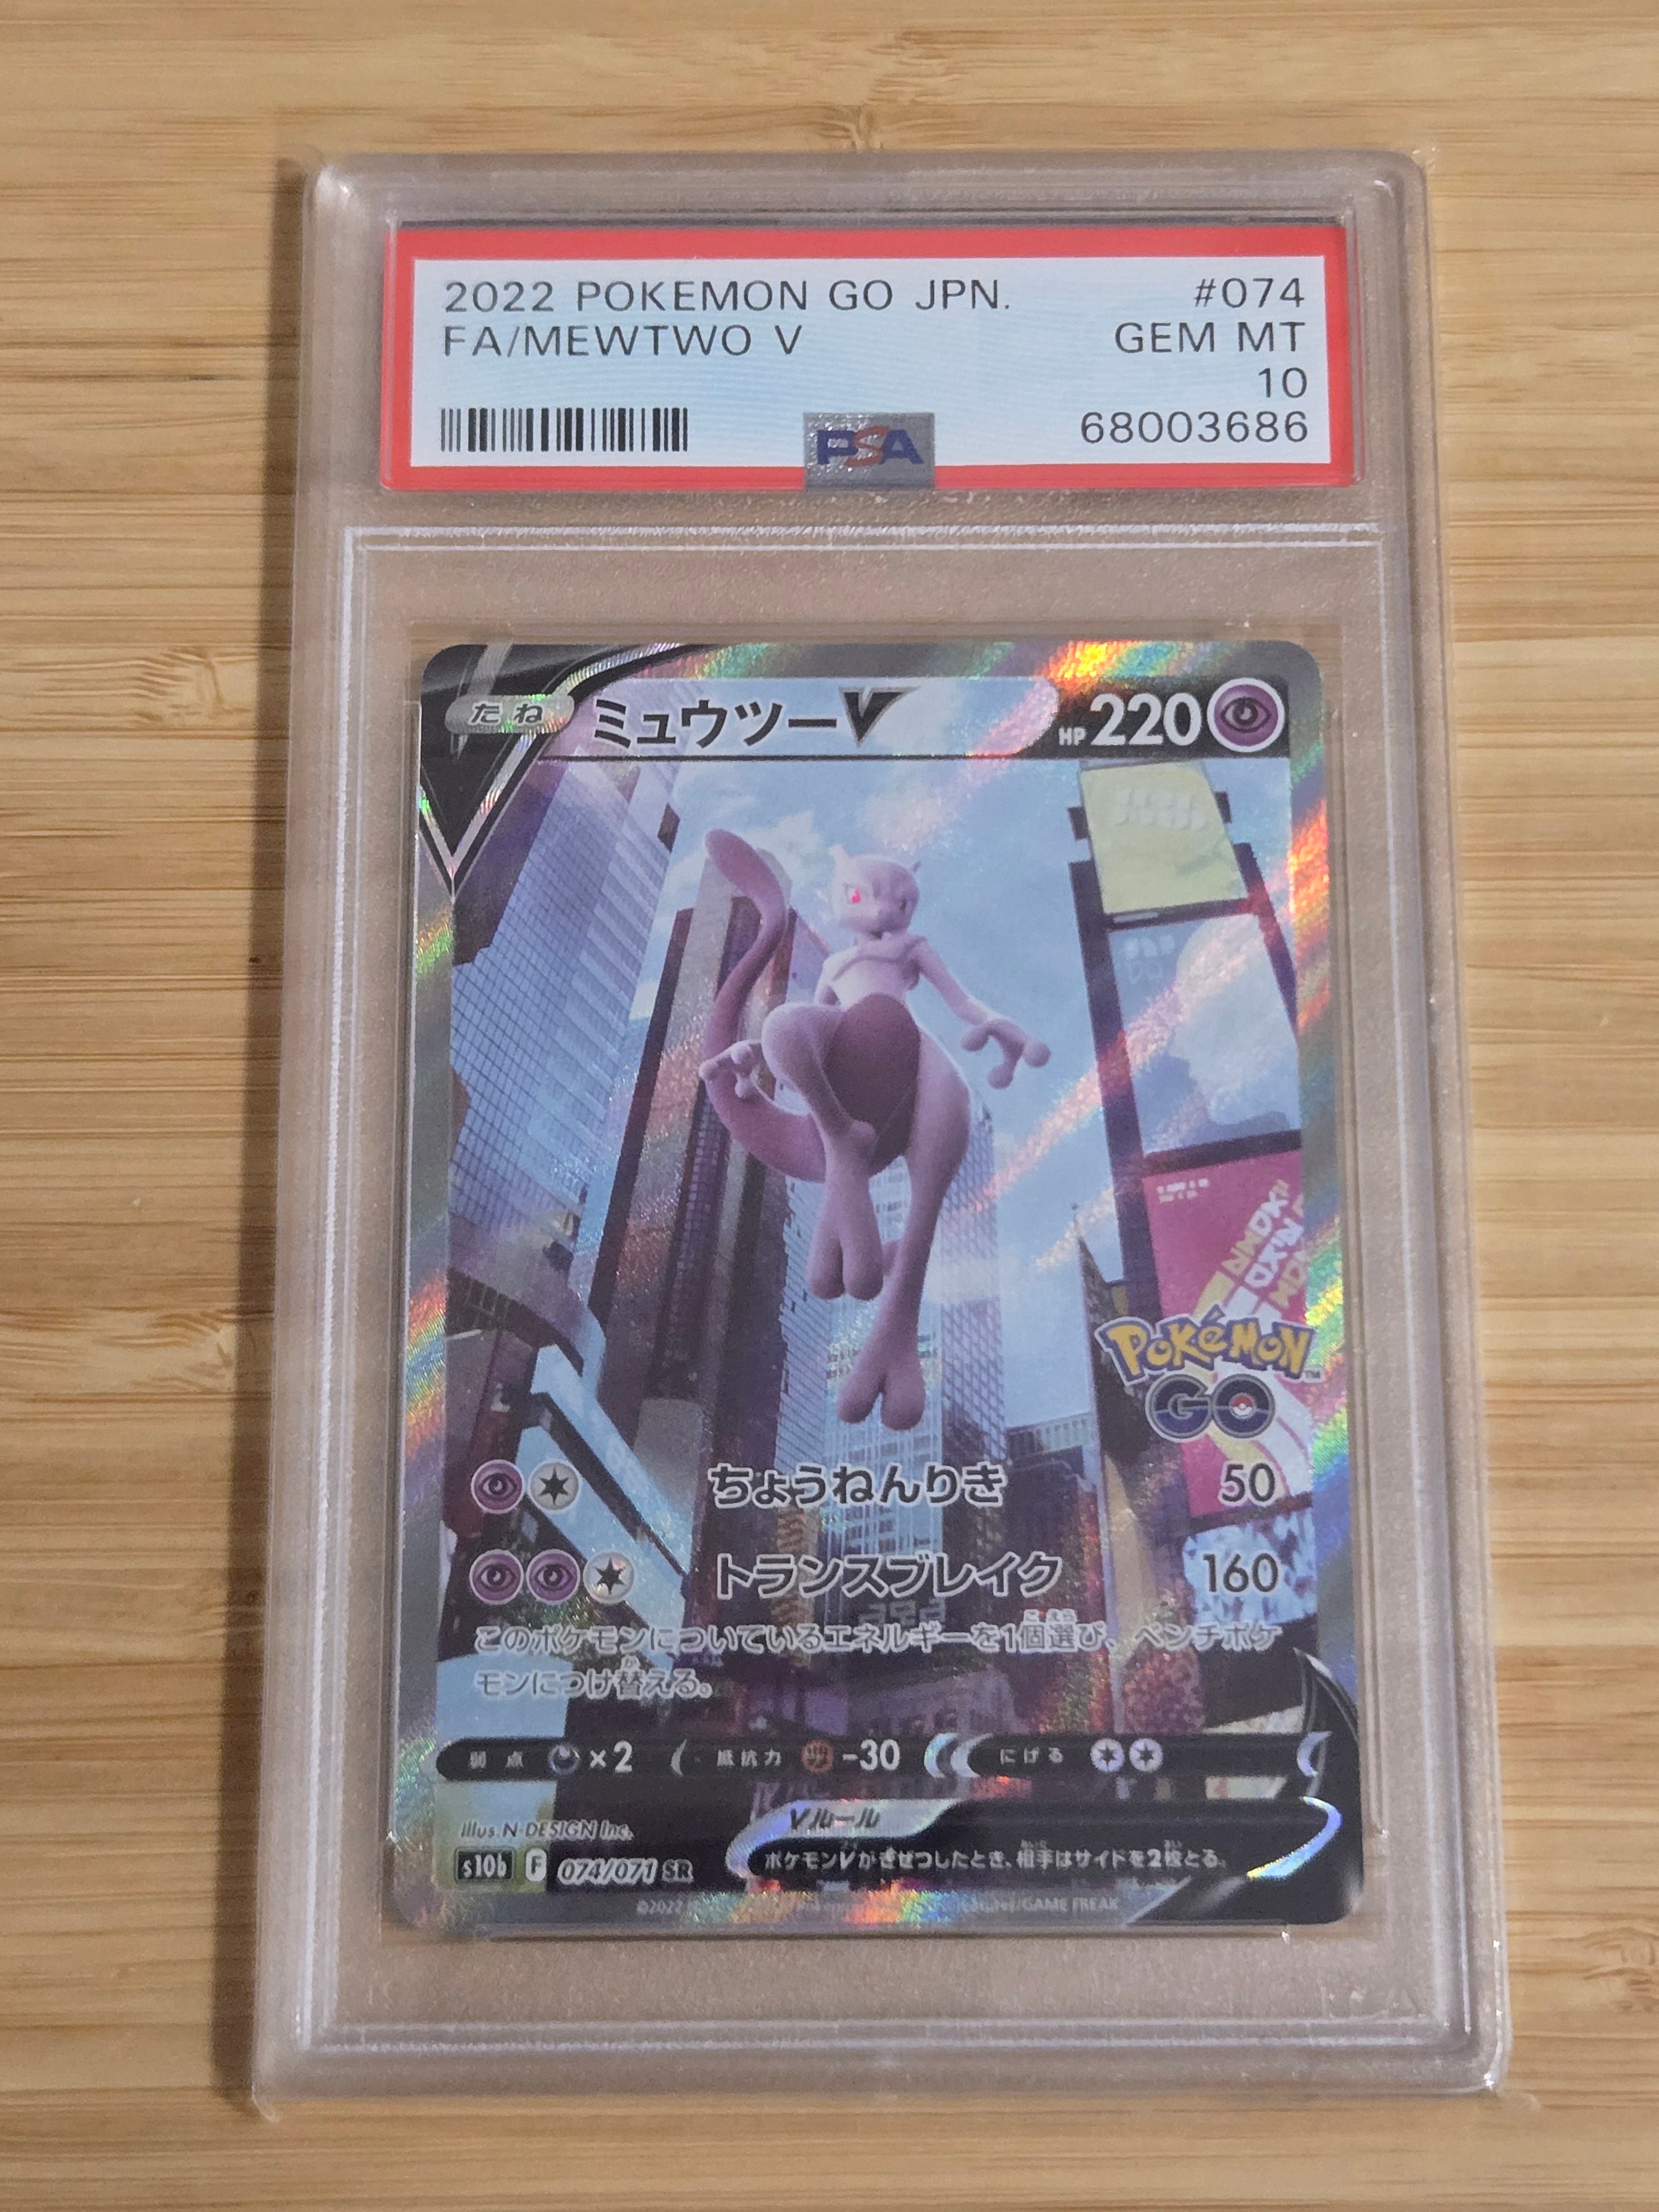 2022 POKEMON GO JPN. #074
FA/MEWTWO V GEM MT
10
68003686
PSA
たね ミュウツーV HP 220
Pokémon™
GO
ちょうねんりき 50
トランスブレイク 160
このポケモンについているエネルギーを1個選び、ベンチポケ
モンにつけ替える。
弱点 ×2 抵抗力 -30 にげる
Vルール
ポケモンVがきぜつしたとき、相手はサイドを2枚とる。
Illus. N-DESIGN Inc.
s10b F 074/071 SR
©2022 /GAME FREAK